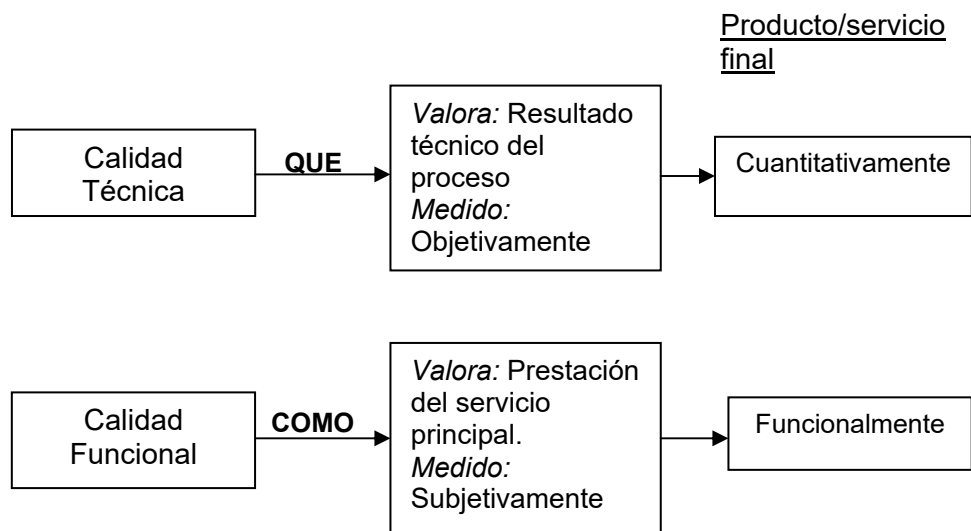 Producto/servicio
final
Calidad
Técnica
QUE
Valora: Resultado
técnico del
proceso
Medido:
Objetivamente
Cuantitativamente
Calidad
Funcional
COMO
Valora: Prestación
del servicio
principal.
Medido:
Subjetivamente
Funcionalmente